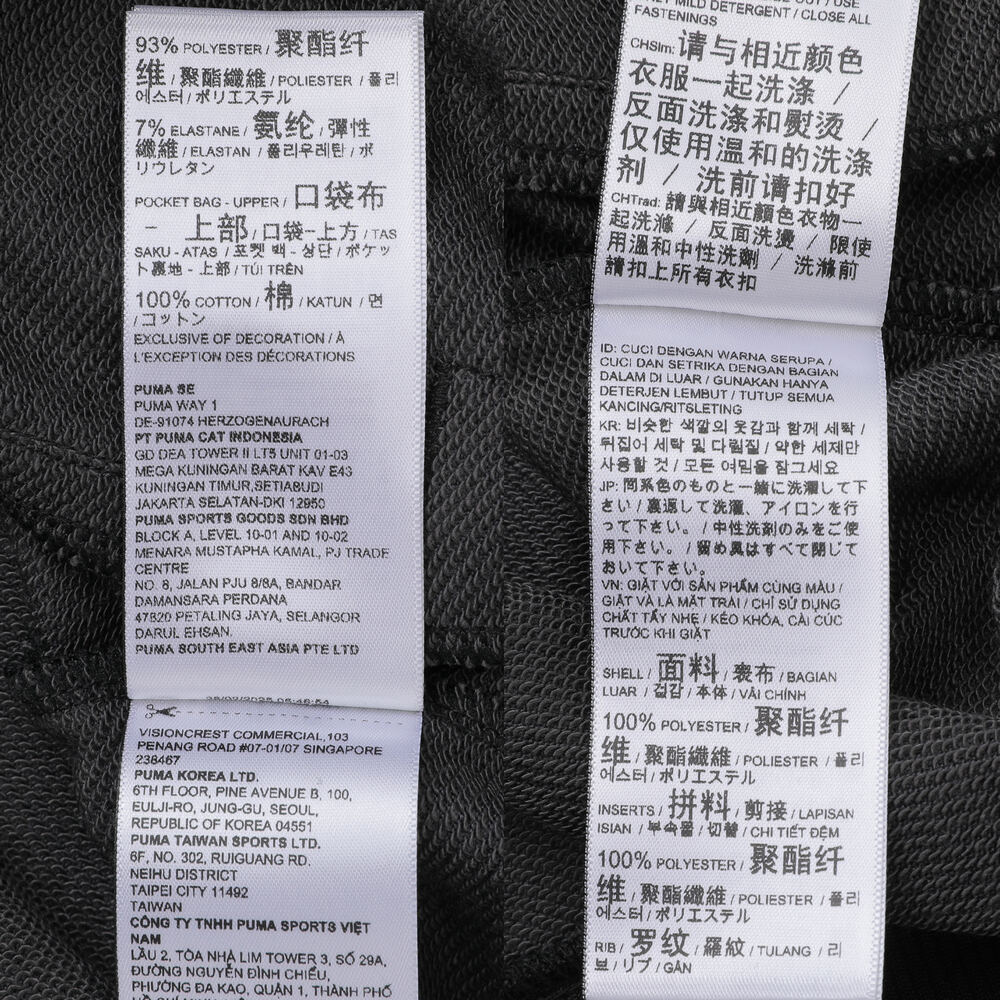 93% POLYESTER / 聚酯纤
维 / 聚酯纖維 / POLIESTER / 폴리
에스터 / ポリエステル
7% ELASTANE / 氨纶 / 彈性
纖維 / ELASTAN / 폴리우레탄 / ポ
リウレタン
POCKET BAG - UPPER / 口袋布
- 上部 / 口袋-上方 / TAS
SAKU - ATAS / 포켓 백 - 상단 / ポケッ
ト裏地 - 上部 / TÚI TRÊN
100% COTTON / 棉 / KATUN / 면
/ コットン
EXCLUSIVE OF DECORATION / À
L'EXCEPTION DES DÉCORATIONS
PUMA SE
PUMA WAY 1
DE-91074 HERZOGENAURACH
PT PUMA CAT INDONESIA
GD DEA TOWER II LT5 UNIT 01-03
MEGA KUNINGAN BARAT KAV E43
KUNINGAN TIMUR,SETIABUDI
JAKARTA SELATAN-DKI 12950
PUMA SPORTS GOODS SDN BHD
BLOCK A, LEVEL 10-01 AND 10-02
MENARA MUSTAPHA KAMAL, PJ TRADE
CENTRE
NO. 8, JALAN PJU 8/8A, BANDAR
DAMANSARA PERDANA
47820 PETALING JAYA, SELANGOR
DARUL EHSAN.
PUMA SOUTH EAST ASIA PTE LTD
VISIONCREST COMMERCIAL,103
PENANG ROAD #07-01/07 SINGAPORE
238467
PUMA KOREA LTD.
6TH FLOOR, PINE AVENUE B, 100,
EULJI-RO, JUNG-GU, SEOUL,
REPUBLIC OF KOREA 04551
PUMA TAIWAN SPORTS LTD.
6F, NO. 302, RUIGUANG RD.
NEIHU DISTRICT
TAIPEI CITY 11492
TAIWAN
CÔNG TY TNHH PUMA SPORTS VIỆT
NAM
LẦU 2, TÒA NHÀ LIM TOWER 3, SỐ 29A,
ĐƯỜNG NGUYỄN ĐÌNH CHIỂU,
PHƯỜNG ĐA KAO, QUẬN 1, THÀNH PHỐ
MILD DETERGENT / CLOSE ALL
FASTENINGS
CHSim: 请与相近颜色
衣服一起洗涤 /
反面洗涤和熨烫 /
仅使用温和的洗涤
剂 / 洗前请扣好
CHTrad: 請與相近顏色衣物一
起洗滌 / 反面洗燙 / 限使
用溫和中性洗劑 / 洗滌前
請扣上所有衣扣
ID: CUCI DENGAN WARNA SERUPA /
CUCI DAN SETRIKA DENGAN BAGIAN
DALAM DI LUAR / GUNAKAN HANYA
DETERJEN LEMBUT / TUTUP SEMUA
KANCING/RITSLETING
KR: 비슷한 색깔의 옷감과 함께 세탁 /
뒤집어 세탁 및 다림질 / 약한 세제만
사용할 것 / 모든 여밈을 잠그세요
JP: 同系色のものと一緒に洗濯して下
さい / 裏返して洗濯、アイロンを行
って下さい。 / 中性洗剤のみをご使
用下さい。 / 留め具はすべて閉じて
おいて下さい。
VN: GIẶT VỚI SẢN PHẨM CÙNG MÀU /
GIẶT VÀ LÀ MẶT TRÁI / CHỈ SỬ DỤNG
CHẤT TẨY NHẸ / KÉO KHÓA, CÀI CÚC
TRƯỚC KHI GIẶT
SHELL / 面料 / 表布 / BAGIAN
LUAR / 겉감 / 本体 / VẢI CHÍNH
100% POLYESTER / 聚酯纤
维 / 聚酯纖維 / POLIESTER / 폴리
에스터 / ポリエステル
INSERTS / 拼料 / 剪接 / LAPISAN
ISIAN / 부속물 / 切替 / CHI TIẾT ĐỆM
100% POLYESTER / 聚酯纤
维 / 聚酯纖維 / POLIESTER / 폴리
에스터 / ポリエステル
RIB / 罗纹 / 羅紋 / TULANG / 리
브 / リブ / GÂN